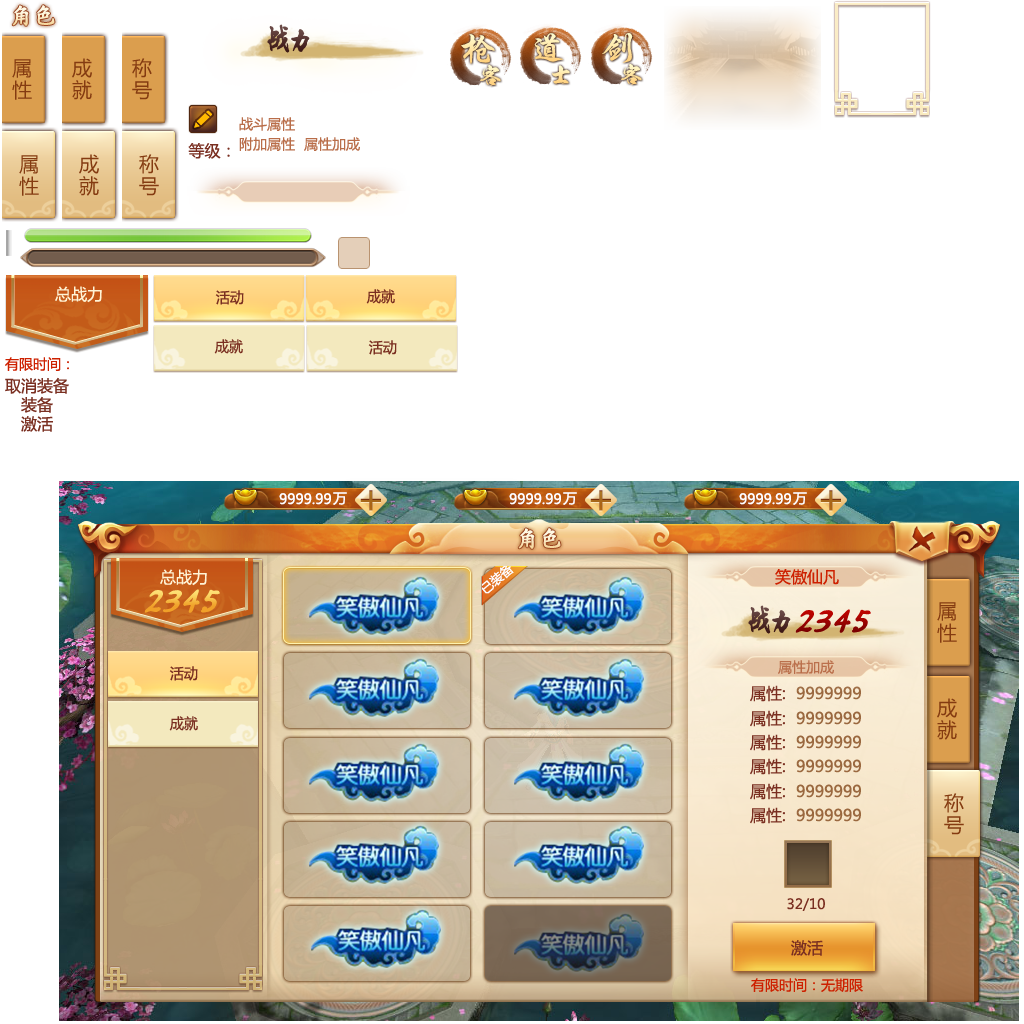 角色
属性
成就
称号
战力
枪客
道士
剑客
战斗属性
附加属性 属性加成
等级：
属性
成就
称号
总战力
活动
成就
成就
活动
有限时间：
取消装备
装备
激活
9999.99万
9999.99万
9999.99万
角色
总战力
2345
活动
成就
笑傲仙凡
已装备
笑傲仙凡
笑傲仙凡
笑傲仙凡
笑傲仙凡
笑傲仙凡
笑傲仙凡
笑傲仙凡
笑傲仙凡
笑傲仙凡
笑傲仙凡
战力 2345
属性加成
属性: 9999999
属性: 9999999
属性: 9999999
属性: 9999999
属性: 9999999
属性: 9999999
32/10
激活
有限时间：无期限
属性
成就
称号